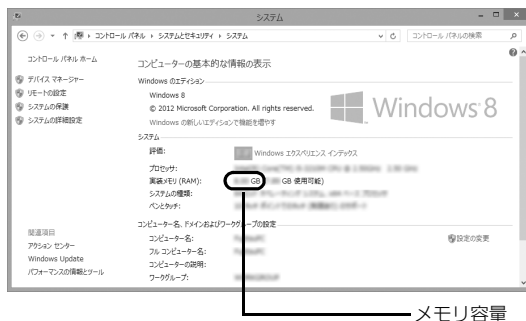 システム
コントロール パネル ▸ システムとセキュリティ ▸ システム
コントロール パネルの検索
コントロール パネル ホーム
デバイス マネージャー
リモートの設定
システムの保護
システムの詳細設定
コンピューターの基本的な情報の表示
Windows のエディション
Windows 8
© 2012 Microsoft Corporation. All rights reserved.
Windows の新しいエディションで機能を増やす
Windows 8
システム
評価:
Windows エクスペリエンス インデックス
プロセッサ:
実装メモリ (RAM):
GB
GB 使用可能)
システムの種類:
ペンとタッチ:
コンピューター名、ドメインおよびワークグループの設定
コンピューター名:
設定の変更
フル コンピューター名:
コンピューターの説明:
ワークグループ:
関連項目
アクション センター
Windows Update
パフォーマンスの情報とツール
メモリ容量